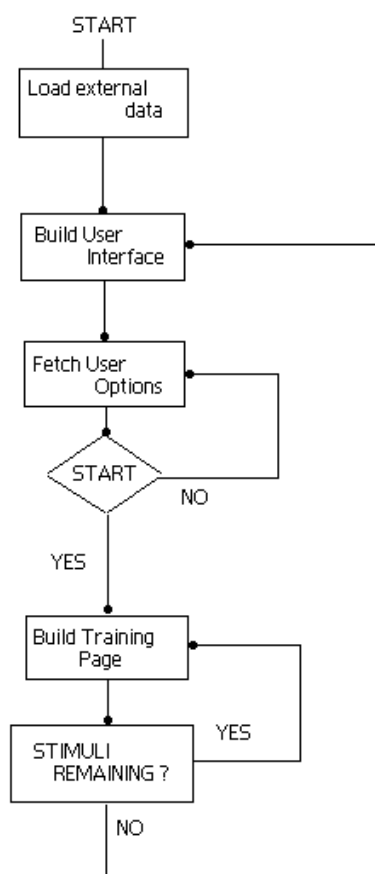 START
Load external
data
Build User
Interface
Fetch User
Options
START
NO
YES
Build Training
Page
YES
STIMULI
REMAINING ?
NO